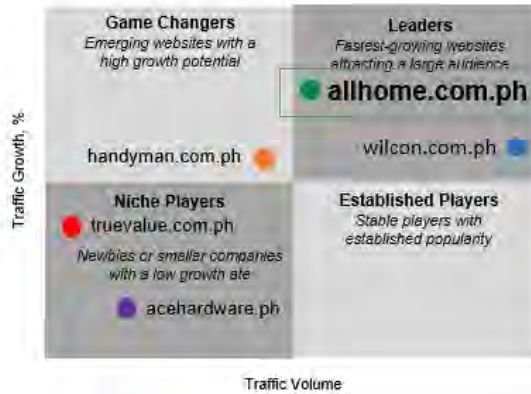 Game Changers
Emerging websites with a
high growth potential
Leaders
Fastest-growing websites
attracting a large audience
allhome.com.ph
handyman.com.ph
wilcon.com.ph
Niche Players
truevalue.com.ph
Newbies or smaller companies
with a low growth ate
acehardware.ph
Established Players
Stable players with
established popularity
Traffic Growth, %
Traffic Volume